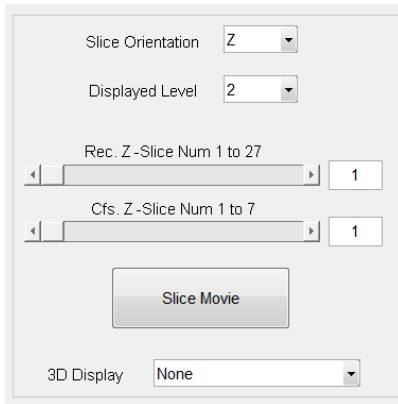 Slice Orientation Z
Displayed Level 2
Rec. Z -Slice Num 1 to 27
1
Cfs. Z -Slice Num 1 to 7
1
Slice Movie
3D Display None